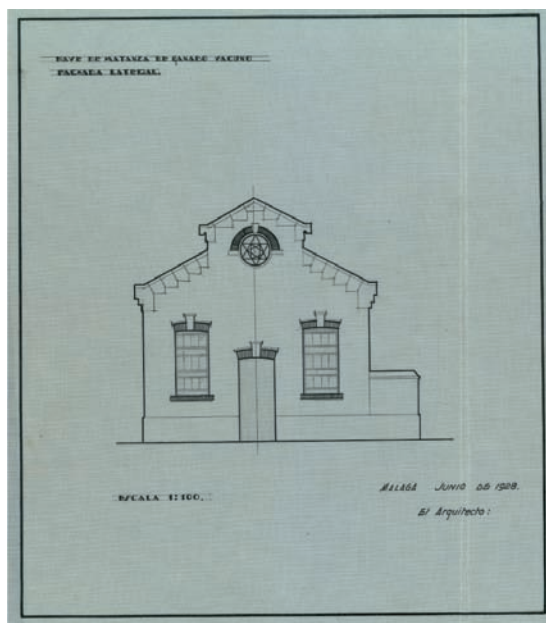 NAVE DE MATANZA DE GANADO VACUNO
FACHADA LATERAL.
ESCALA 1:100.
MALAGA JUNIO DE 1928.
El Arquitecto: